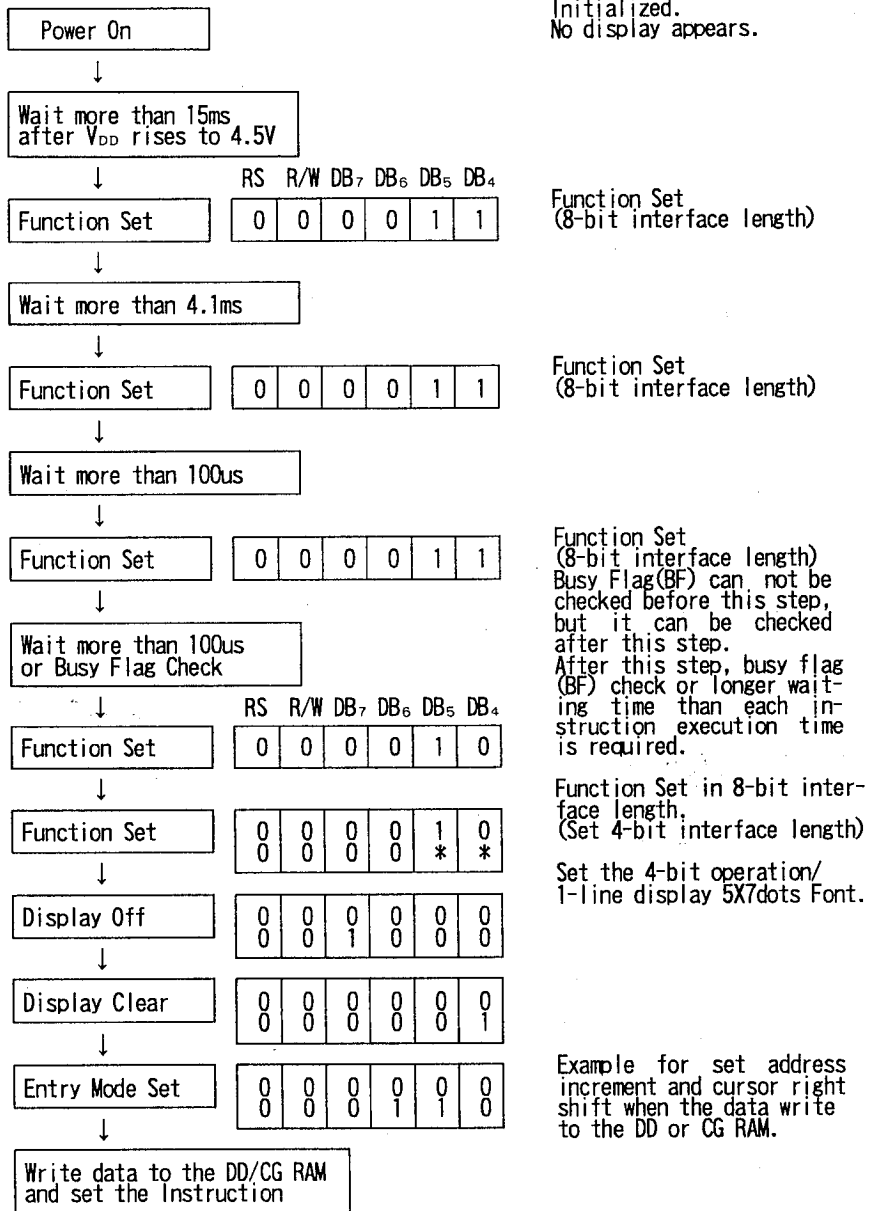 Initialized.
Power On
No display appears.
↓
Wait more than 15ms
after VDD rises to 4.5V
↓
RS R/W DB7 DB6 DB5 DB4
Function Set 0 0 0 0 1 1
Function Set
(8-bit interface length)
↓
Wait more than 4.1ms
↓
Function Set 0 0 0 0 1 1
Function Set
(8-bit interface length)
↓
Wait more than 100us
↓
Function Set 0 0 0 0 1 1
Function Set
(8-bit interface length)
Busy Flag(BF) can not be
checked before this step,
but it can be checked
after this step.
After this step, busy flag
(BF) check or longer wait-
ing time than each in-
struction execution time
is required.
↓
Wait more than 100us
or Busy Flag Check
↓
RS R/W DB7 DB6 DB5 DB4
Function Set 0 0 0 0 1 0
Function Set in 8-bit inter-
face length.
(Set 4-bit interface length)
↓
Function Set
0 0 0 0 1 0
0 0 0 0 * *
Set the 4-bit operation/
1-line display 5X7dots Font.
↓
Display Off
0 0 0 0 0 0
0 0 1 0 0 0
↓
Display Clear
0 0 0 0 0 0
0 0 0 0 0 1
↓
Entry Mode Set
0 0 0 0 0 0
0 0 0 1 1 0
Example for set address
increment and cursor right
shift when the data write
to the DD or CG RAM.
↓
Write data to the DD/CG RAM
and set the Instruction